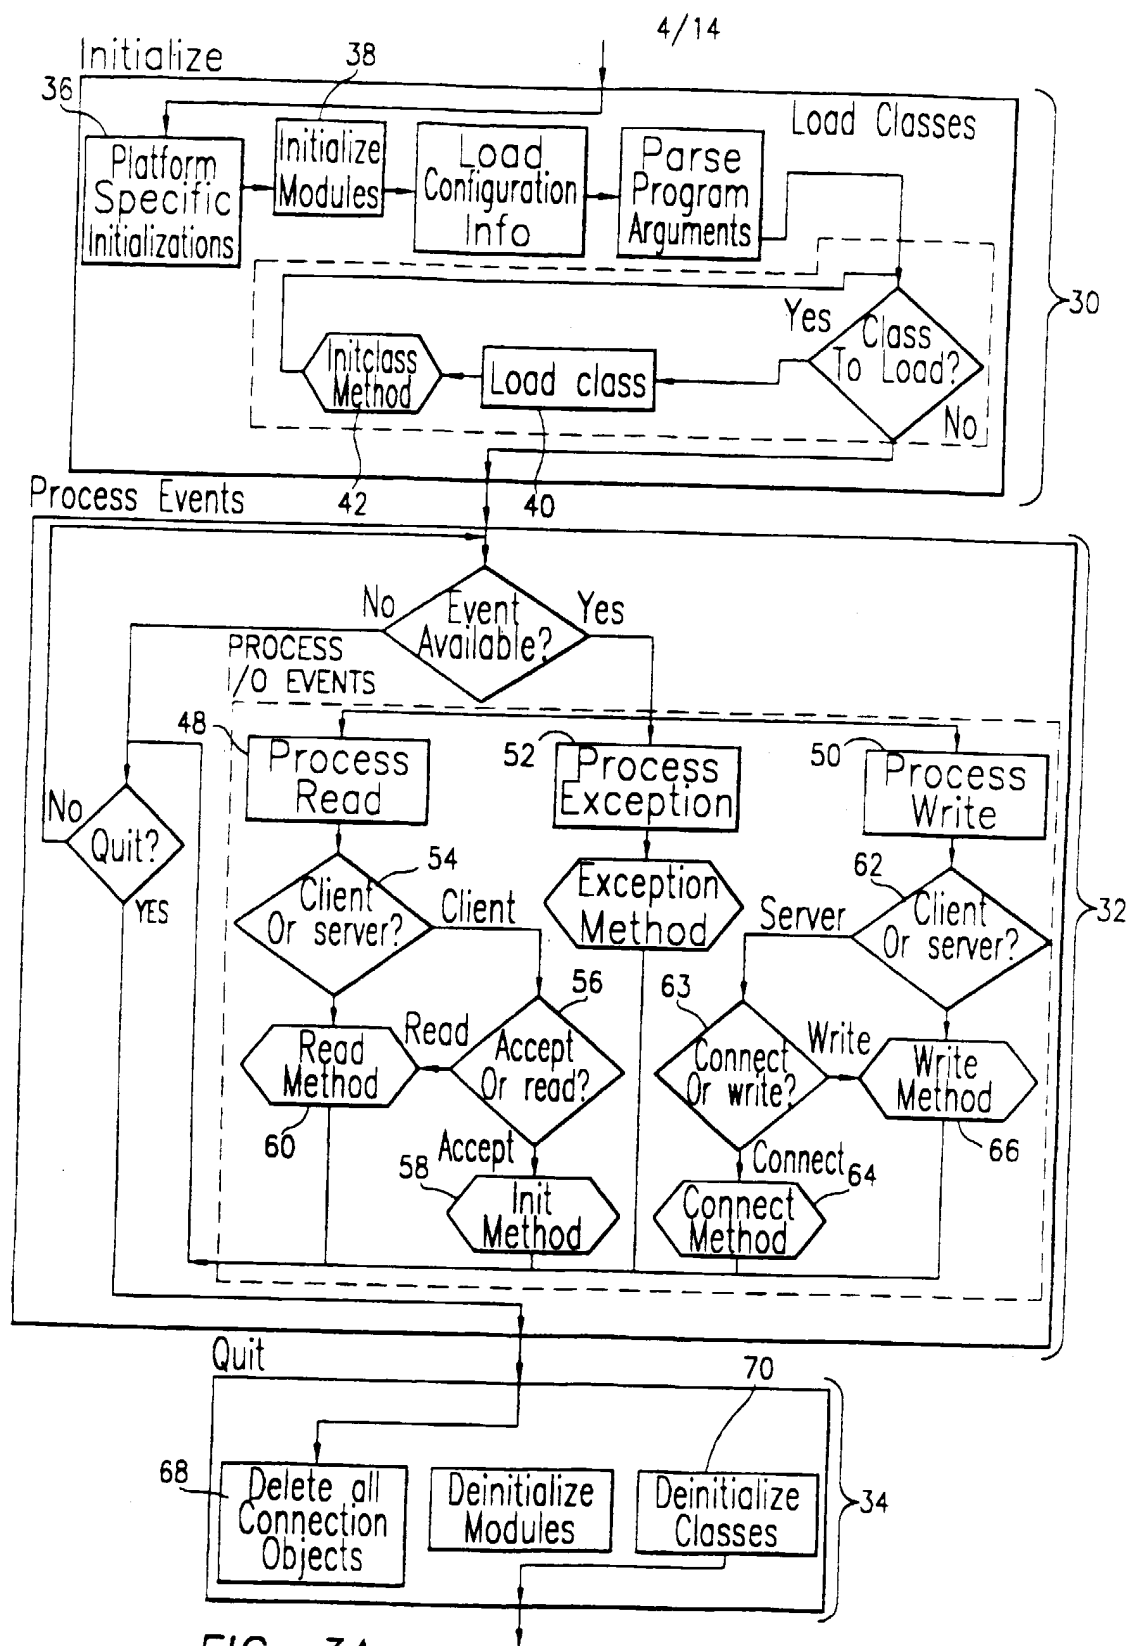 4/14
Initialize
38
36
Load Classes
Platform
Specific
Initializations
Initialize
Modules
Load
Configuration
Info
Parse
Program
Arguments
30
Yes
Class
To Load?
No
Initclass
Method
Load class
42
40
Process Events
No
Event
Available?
Yes
PROCESS
/O EVENTS
48
Process
Read
52
Process
Exception
50
Process
Write
No
Quit?
YES
54
Client
Or server?
Client
Exception
Method
Server
62
Client
Or server?
32
56
63
Read
Method
Read
Accept
Or read?
Connect
Or write?
Write
Write
Method
60
66
Accept
58
Init
Method
Connect
64
Connect
Method
Quit
70
68
Delete all
Connection
Objects
Deinitialize
Modules
Deinitialize
Classes
34
FIG. 3A